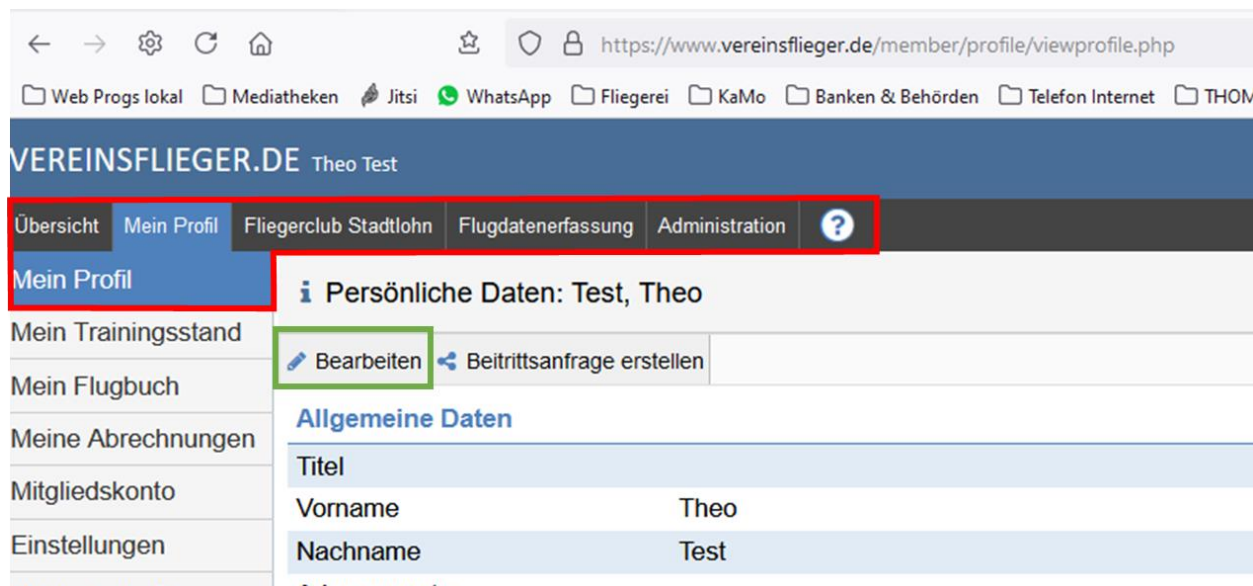 https://www.vereinsflieger.de/member/profile/viewprofile.php
Web Progs lokal Mediatheken Jitsi WhatsApp Fliegerei KaMo Banken & Behörden Telefon Internet THOM
VEREINSFLIEGER.DE Theo Test
Übersicht Mein Profil Fliegerclub Stadtlohn Flugdatenerfassung Administration ?
Mein Profil
i Persönliche Daten: Test, Theo
Mein Trainingsstand
Bearbeiten Beitrittsanfrage erstellen
Mein Flugbuch
Allgemeine Daten
Meine Abrechnungen
Titel
Mitgliedskonto
Vorname Theo
Einstellungen
Nachname Test